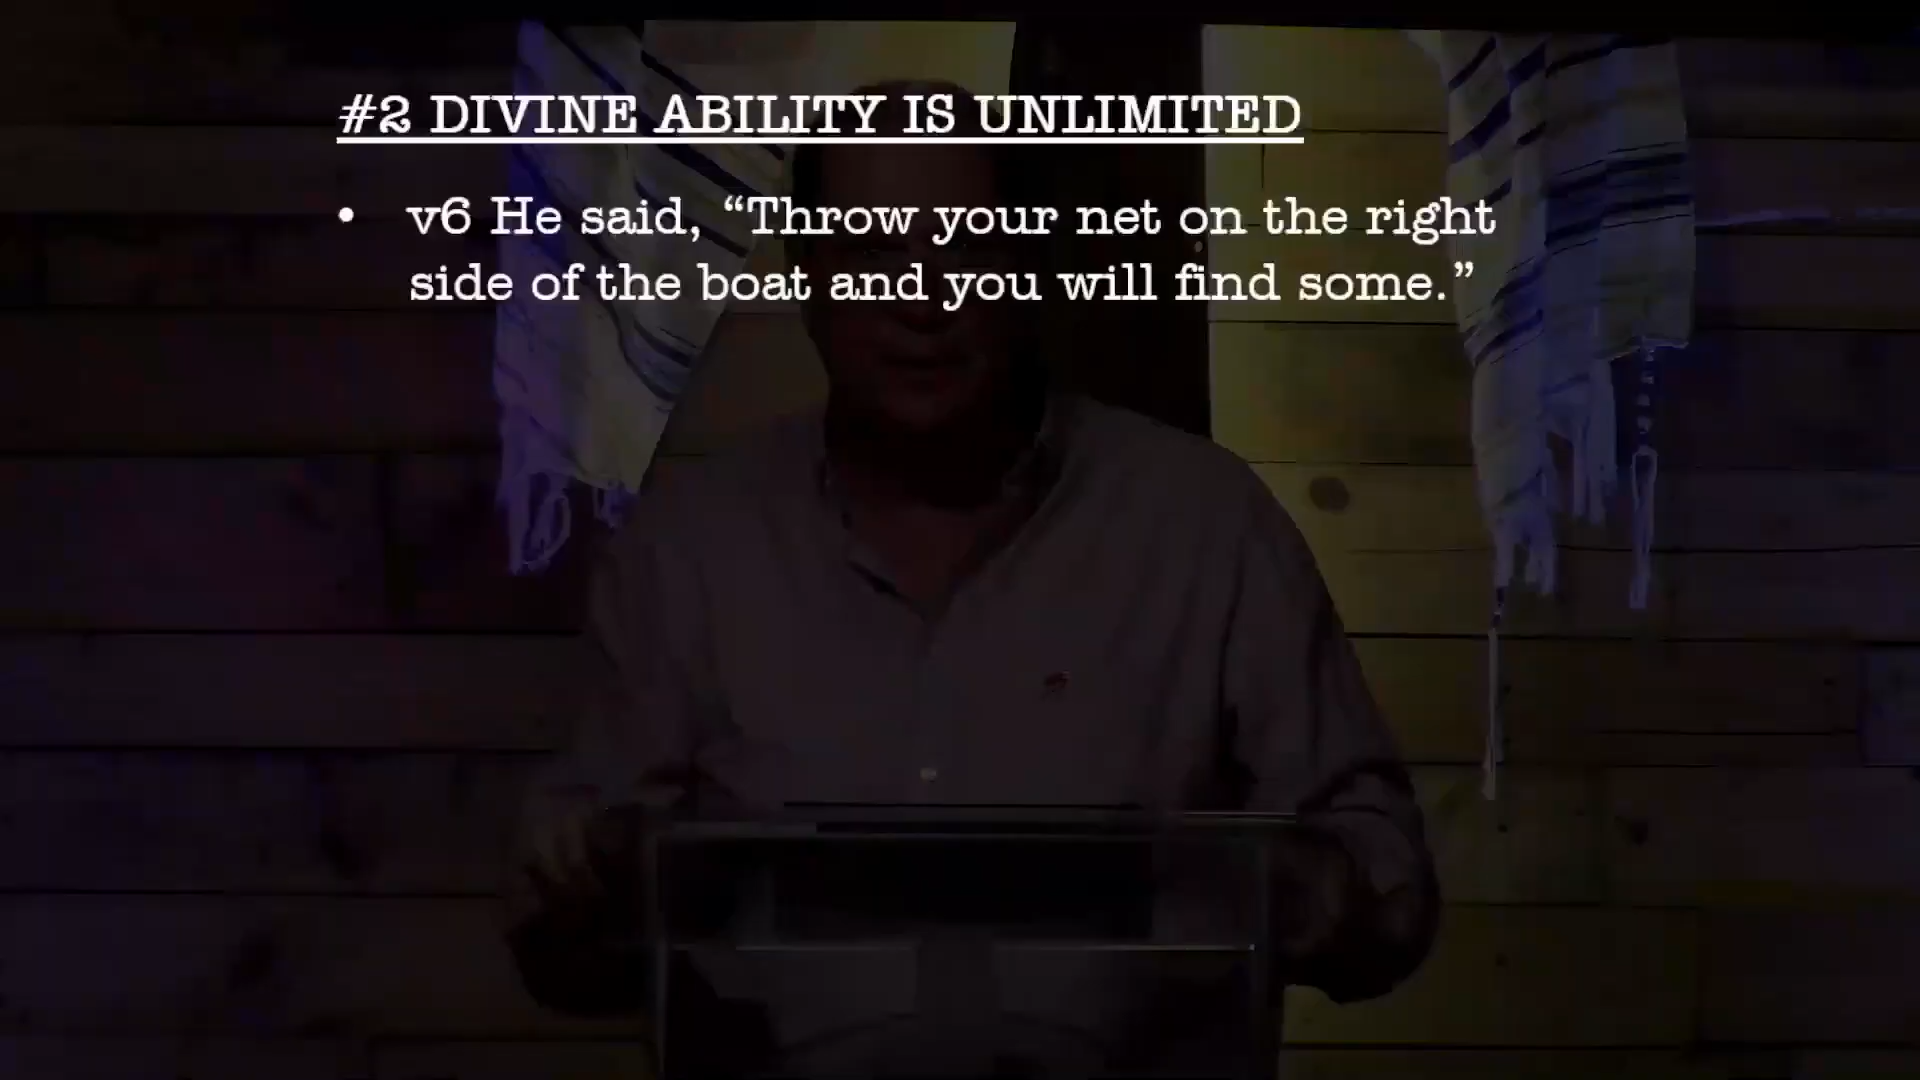 #2 DIVINE ABILITY IS UNLIMITED
• v6 He said, “Throw your net on the right
side of the boat and you will find some.”